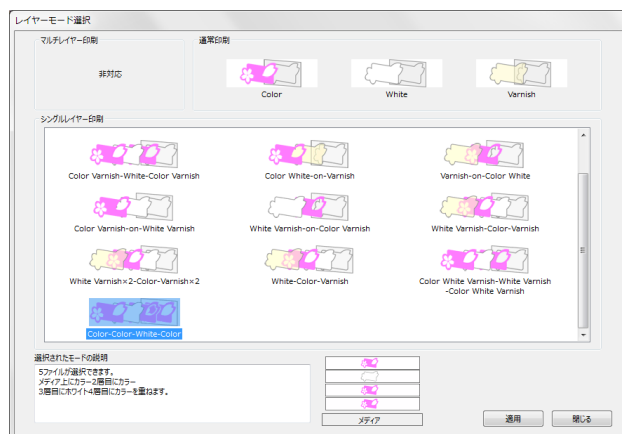 レイヤーモード選択
マルチレイヤー印刷
非対応
通常印刷
Color
White
Varnish
シングルレイヤー印刷
Color Varnish-White-Color Varnish
Color White-on-Varnish
Varnish-on-Color White
Color Varnish-on-White Varnish
White Varnish-on-Color Varnish
White Varnish-Color-Varnish
White Varnish×2-Color-Varnish×2
White-Color-Varnish
Color White Varnish-White Varnish
-Color White Varnish
Color-Color-White-Color
選択されたモードの説明
5ファイルが選択できます。
メディア上にカラー2層目にカラー
3層目にホワイト4層目にカラーを重ねます。
メディア
適用
閉じる